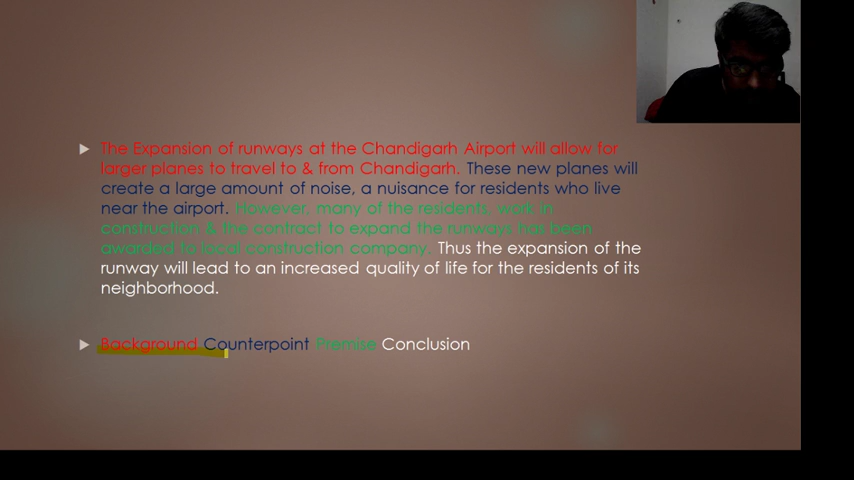 The Expansion of runways at the Chandigarh Airport will allow for
larger planes to travel to & from Chandigarh. These new planes will
create a large amount of noise, a nuisance for residents who live
near the airport. However, many of the residents work in
construction & the contract to expand the runways has been
awarded to local construction company. Thus the expansion of the
runway will lead to an increased quality of life for the residents of its
neighborhood.
Background Counterpoint Premise Conclusion